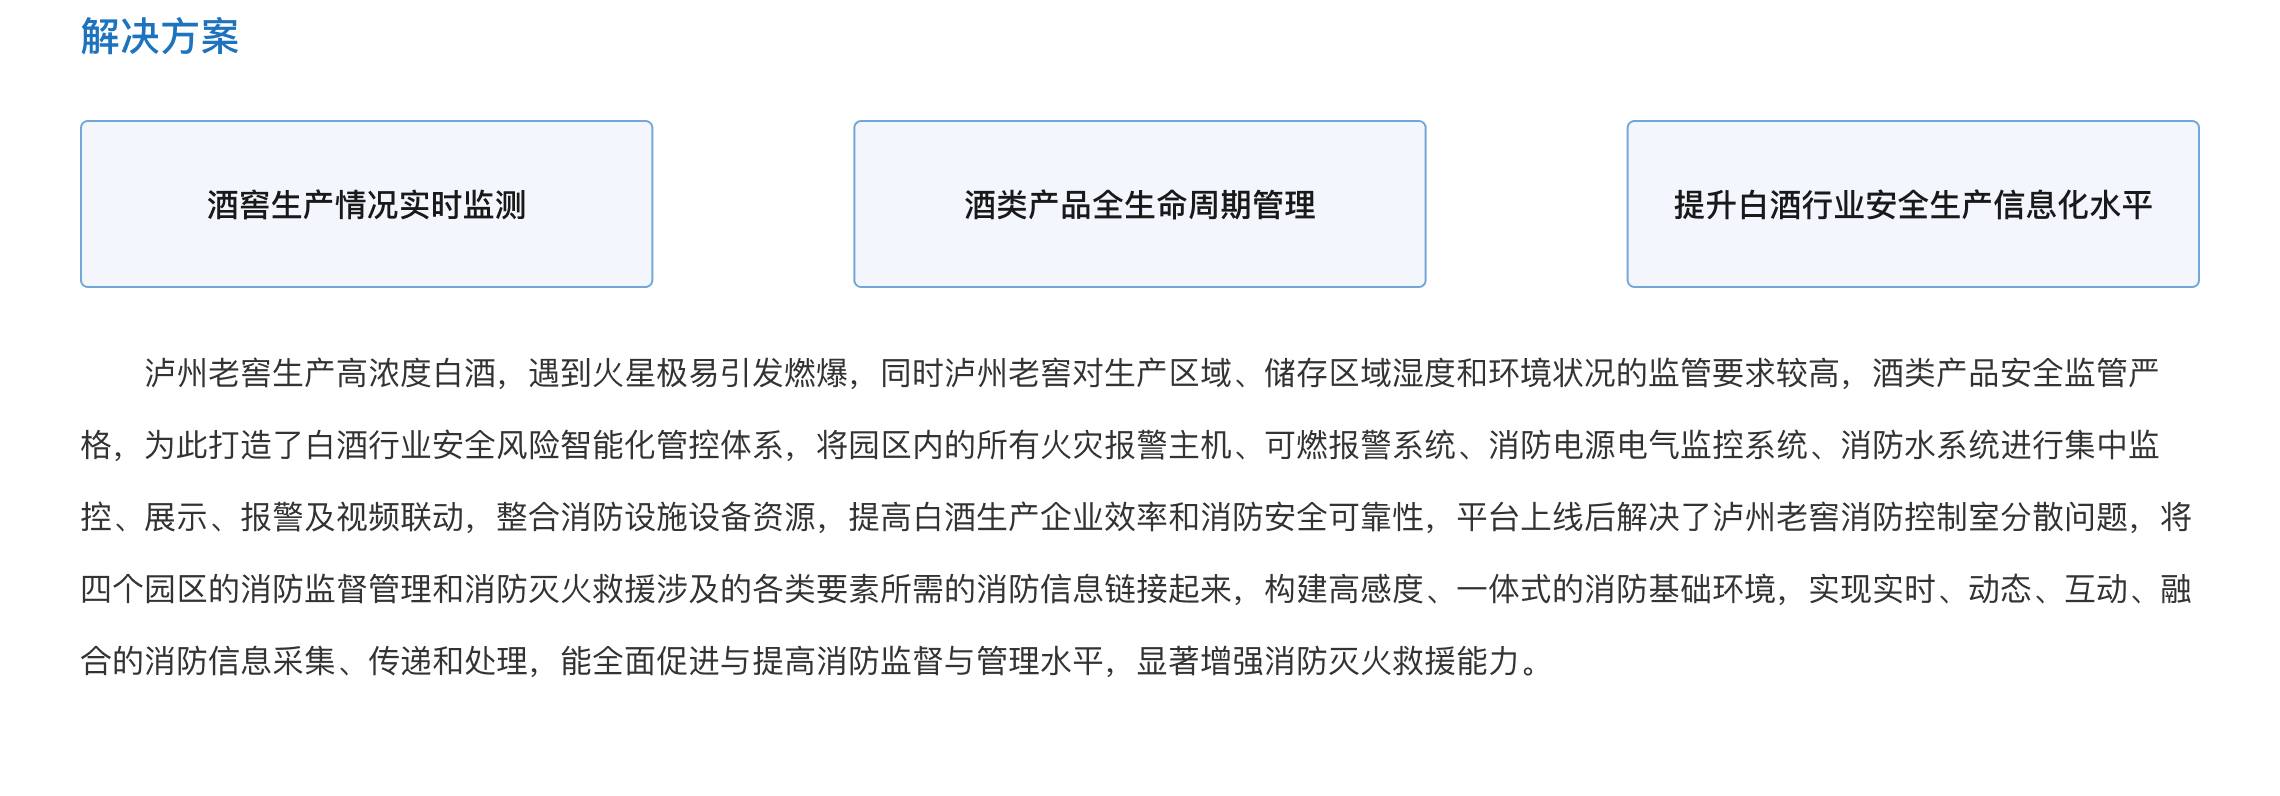 解决方案
酒窖生产情况实时监测
酒类产品全生命周期管理
提升白酒行业安全生产信息化水平
泸州老窖生产高浓度白酒，遇到火星极易引发燃爆，同时泸州老窖对生产区域、储存区域湿度和环境状况的监管要求较高，酒类产品安全监管严
格，为此打造了白酒行业安全风险智能化管控体系，将园区内的所有火灾报警主机、可燃报警系统、消防电源电气监控系统、消防水系统进行集中监
控、展示、报警及视频联动，整合消防设施设备资源，提高白酒生产企业效率和消防安全可靠性，平台上线后解决了泸州老窖消防控制室分散问题，将
四个园区的消防监督管理和消防灭火救援涉及的各类要素所需的消防信息链接起来，构建高感度、一体式的消防基础环境，实现实时、动态、互动、融
合的消防信息采集、传递和处理，能全面促进与提高消防监督与管理水平，显著增强消防灭火救援能力。